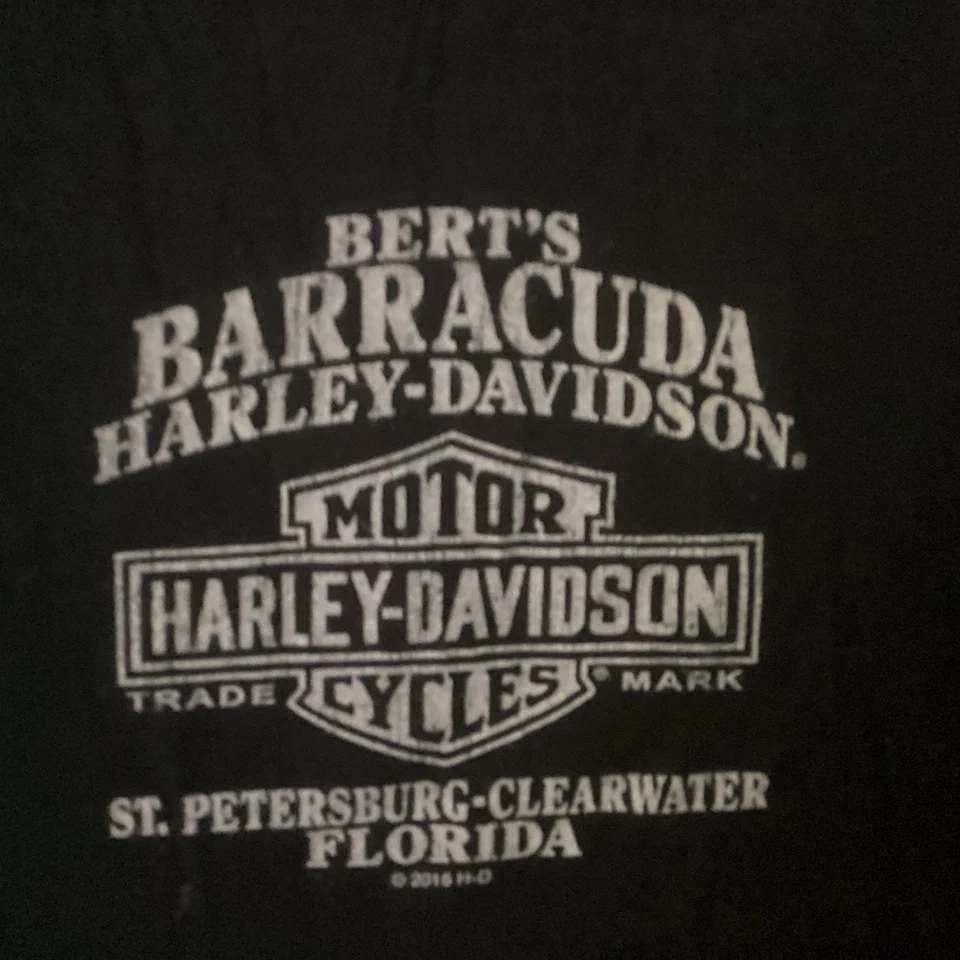 BERT'S
BARRACUDA
HARLEY-DAVIDSON®
MOTOR
HARLEY-DAVIDSON
CYCLES®
TRADE MARK
ST. PETERSBURG-CLEARWATER
FLORIDA
© 2016 H-D